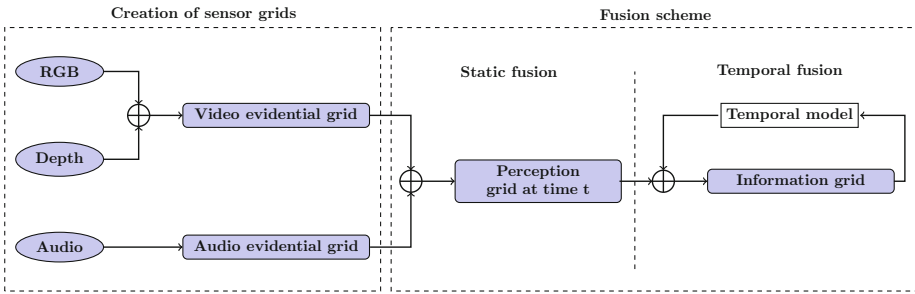 Creation of sensor grids
Fusion scheme
RGB
Depth
Audio
Video evidential grid
Audio evidential grid
Static fusion
Perception
grid at time t
Temporal fusion
Temporal model
Information grid